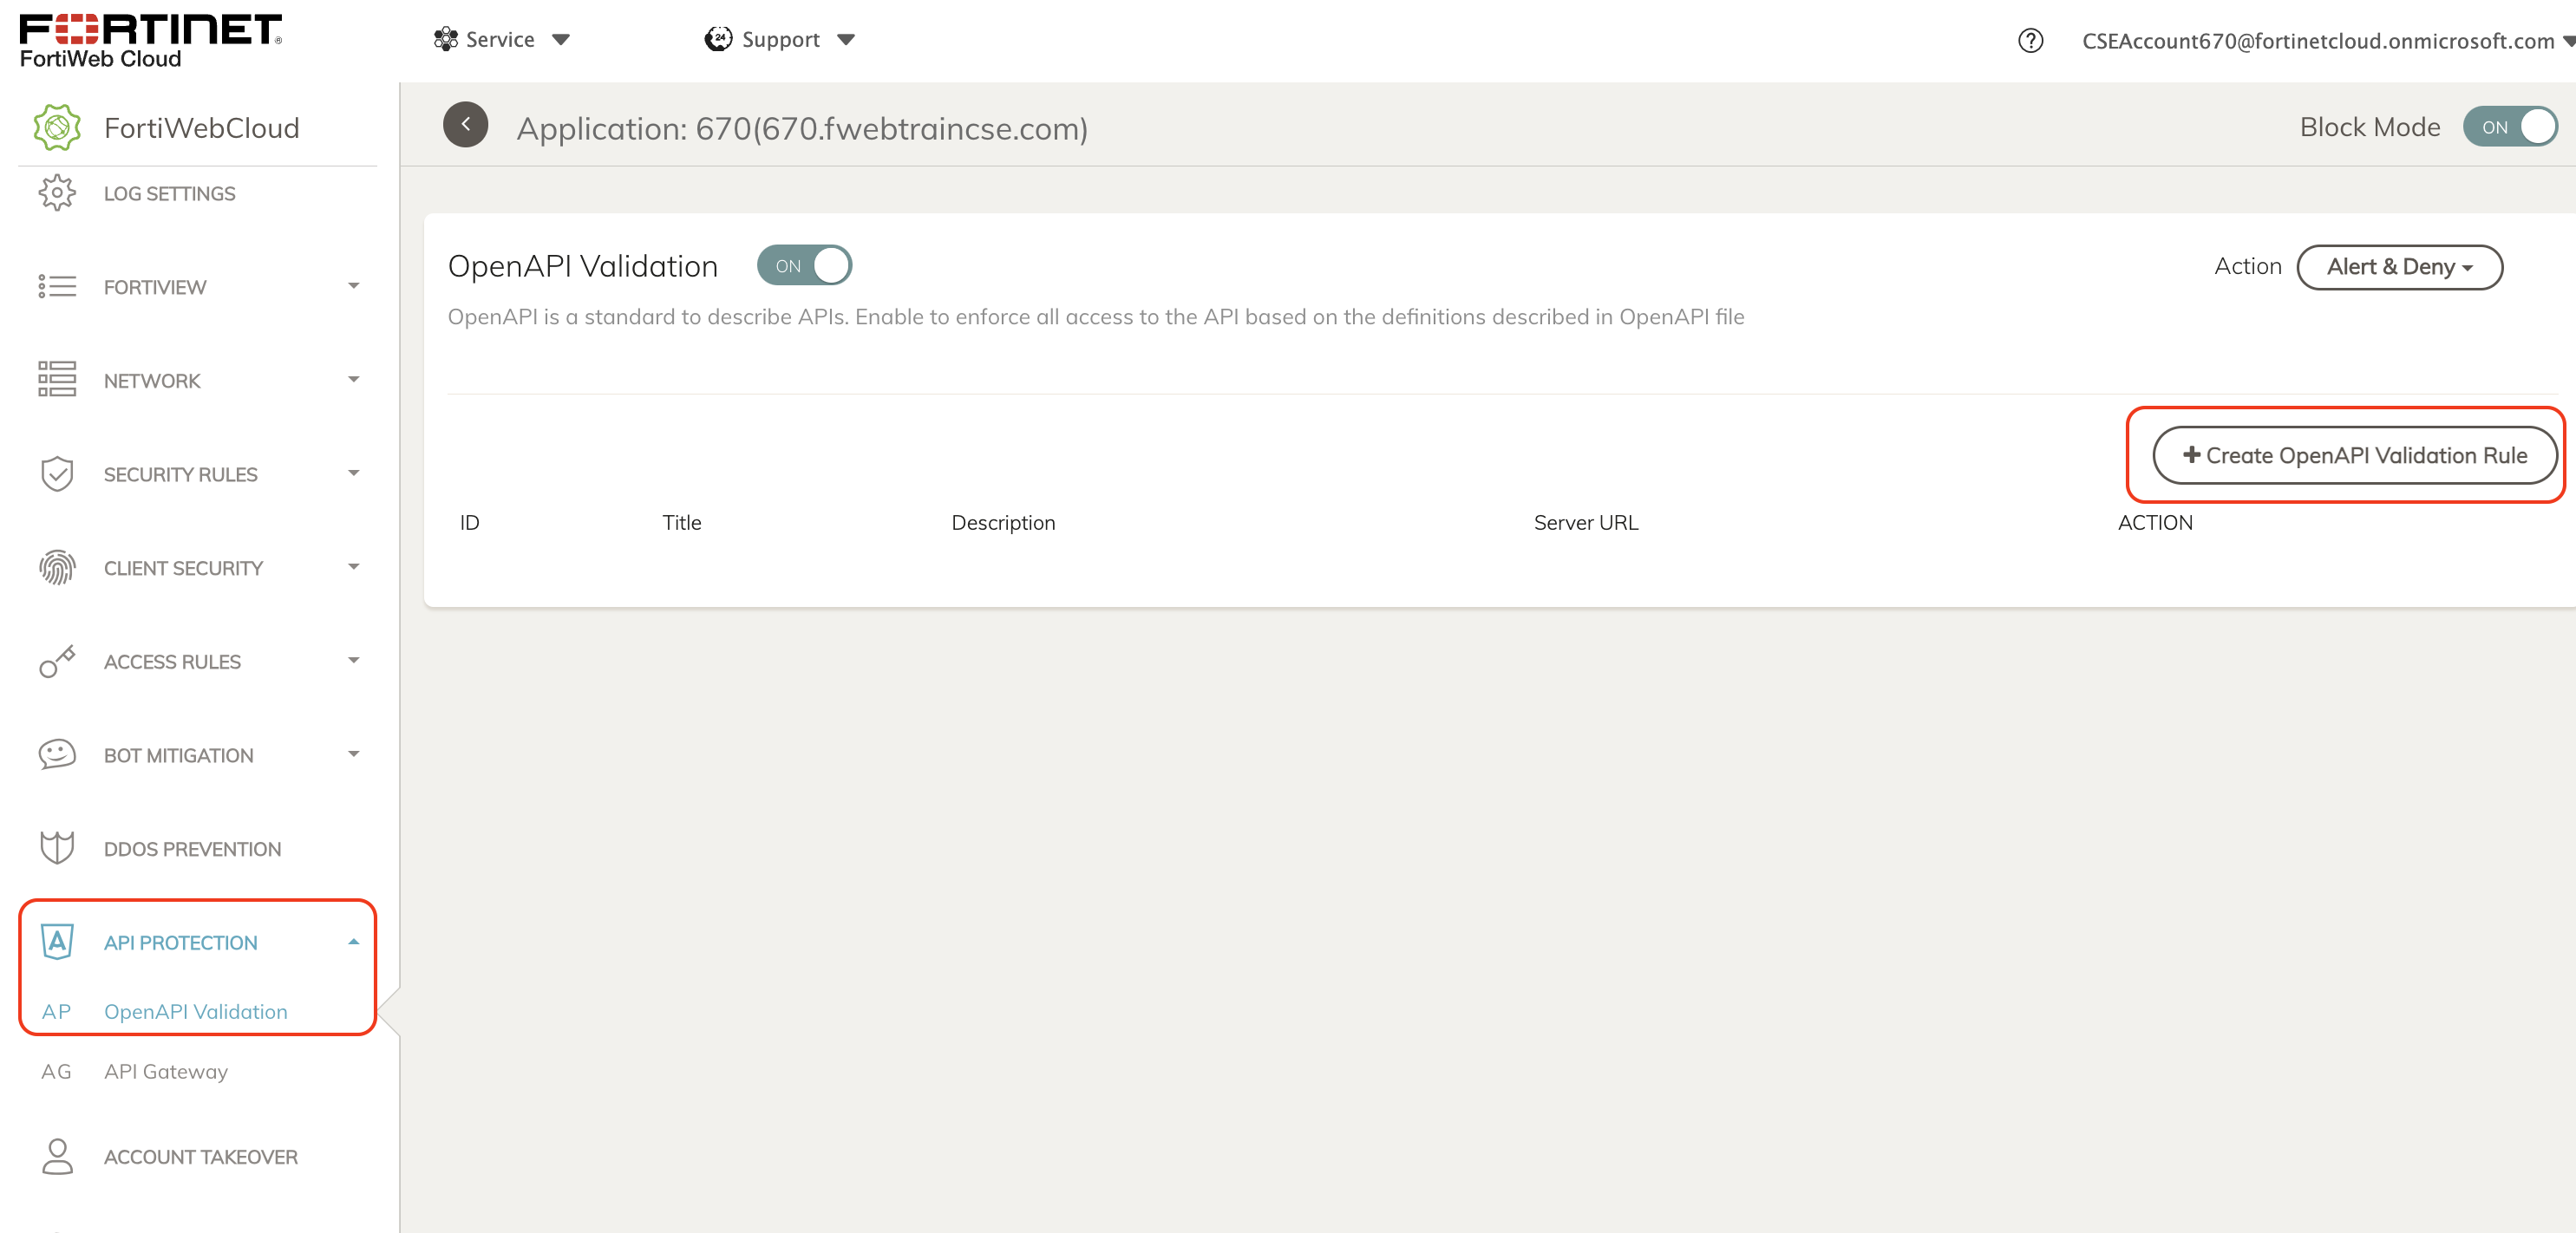 FORTINET®
FortiWeb Cloud
Service
24 Support
? CSEAccount670@fortinetcloud.onmicrosoft.com
FortiWebCloud
LOG SETTINGS
FORTIVIEW
NETWORK
SECURITY RULES
CLIENT SECURITY
ACCESS RULES
BOT MITIGATION
DDOS PREVENTION
A API PROTECTION
AP OpenAPI Validation
AG API Gateway
ACCOUNT TAKEOVER
Application: 670(670.fwebtraincse.com)
Block Mode ON
OpenAPI Validation ON
Action Alert & Deny
OpenAPI is a standard to describe APIs. Enable to enforce all access to the API based on the definitions described in OpenAPI file
+ Create OpenAPI Validation Rule
ID Title Description Server URL ACTION